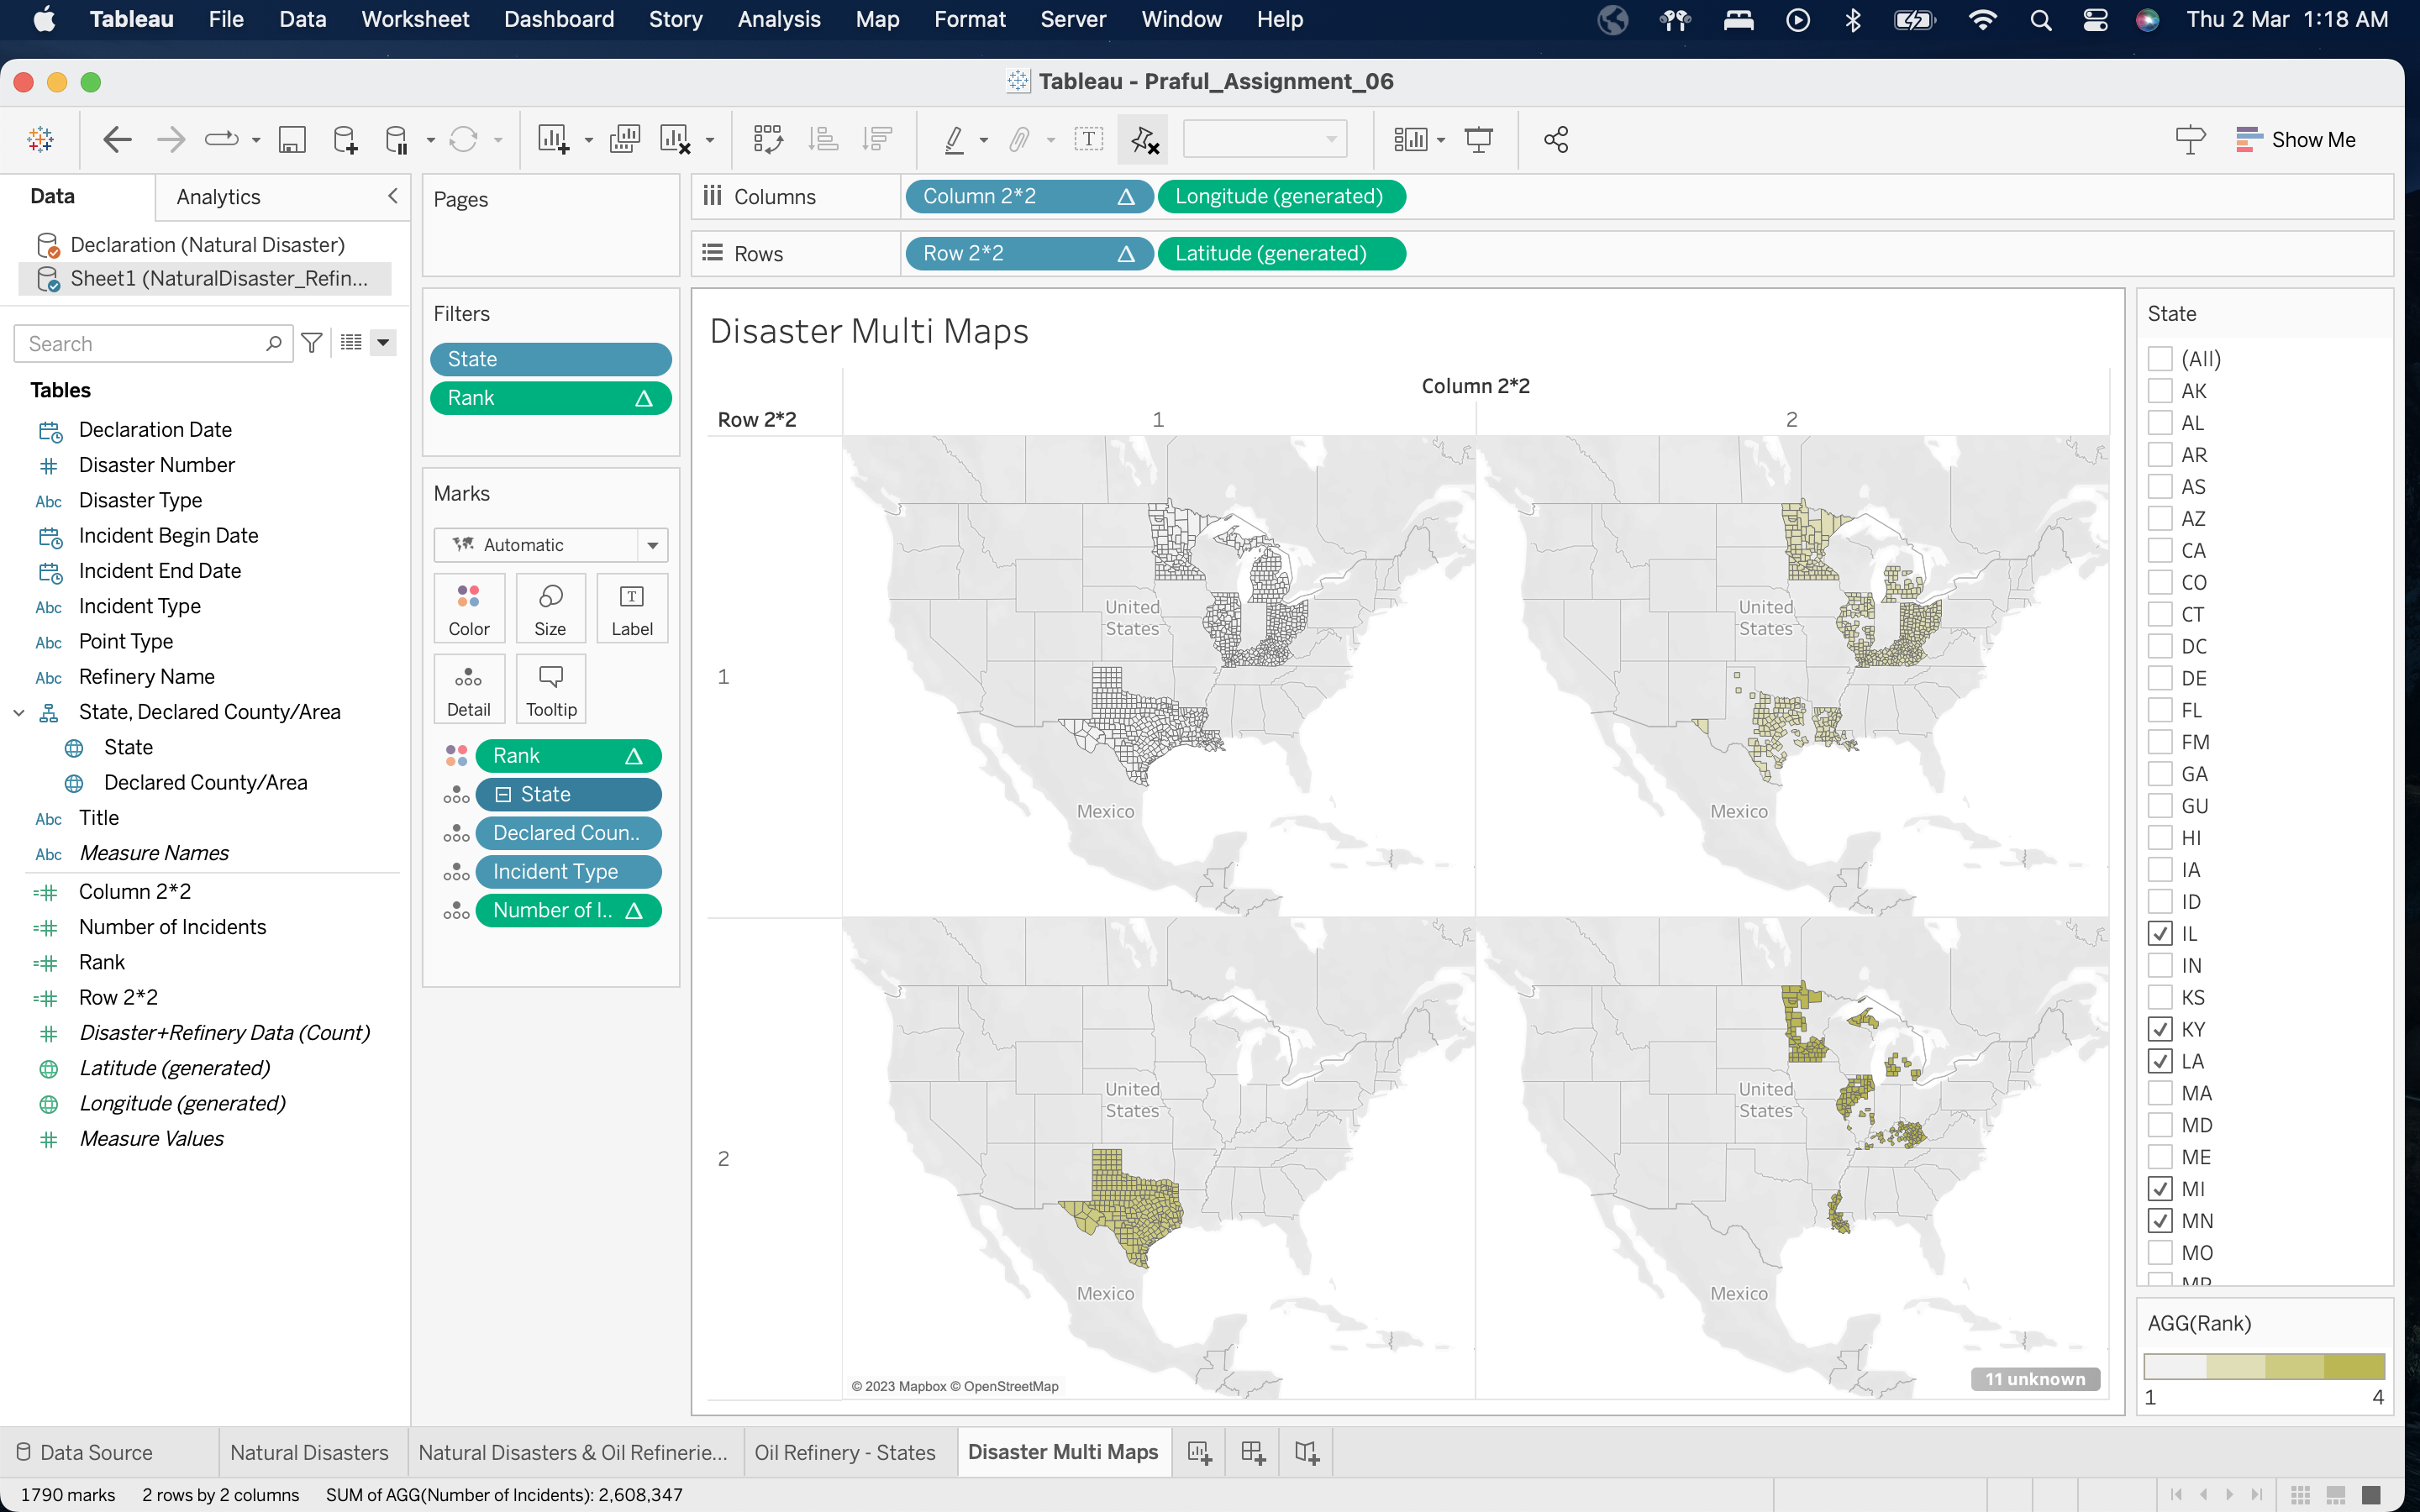 Tableau File Data Worksheet Dashboard Story Analysis Map Format Server Window Help Thu 2 Mar 1:18 AM
Tableau - Praful_Assignment_06
Show Me
Data Analytics
Declaration (Natural Disaster)
Sheet1 (NaturalDisaster_Refin...
Search
Tables
Declaration Date
# Disaster Number
Abc Disaster Type
Incident Begin Date
Incident End Date
Abc Incident Type
Abc Point Type
Abc Refinery Name
State, Declared County/Area
State
Declared County/Area
Abc Title
Abc Measure Names
=# Column 2*2
=# Number of Incidents
=# Rank
=# Row 2*2
# Disaster+Refinery Data (Count)
Latitude (generated)
Longitude (generated)
# Measure Values
Pages
Filters
State
Rank
Marks
Automatic
Color Size Label
Detail Tooltip
Rank
State
Declared Coun..
Incident Type
Number of I..
Columns Column 2*2 Longitude (generated)
Rows Row 2*2 Latitude (generated)
Disaster Multi Maps
Column 2*2
Row 2*2 1 2
1
United
States
Mexico
United
States
Mexico
2
United
States
Mexico
United
States
Mexico
© 2023 Mapbox © OpenStreetMap
11 unknown
State
(All)
AK
AL
AR
AS
AZ
CA
CO
CT
DC
DE
FL
FM
GA
GU
HI
IA
ID
IL
IN
KS
KY
LA
MA
MD
ME
MI
MN
MO
AGG(Rank)
1 4
Data Source Natural Disasters Natural Disasters & Oil Refinerie... Oil Refinery - States Disaster Multi Maps
1790 marks 2 rows by 2 columns SUM of AGG(Number of Incidents): 2,608,347